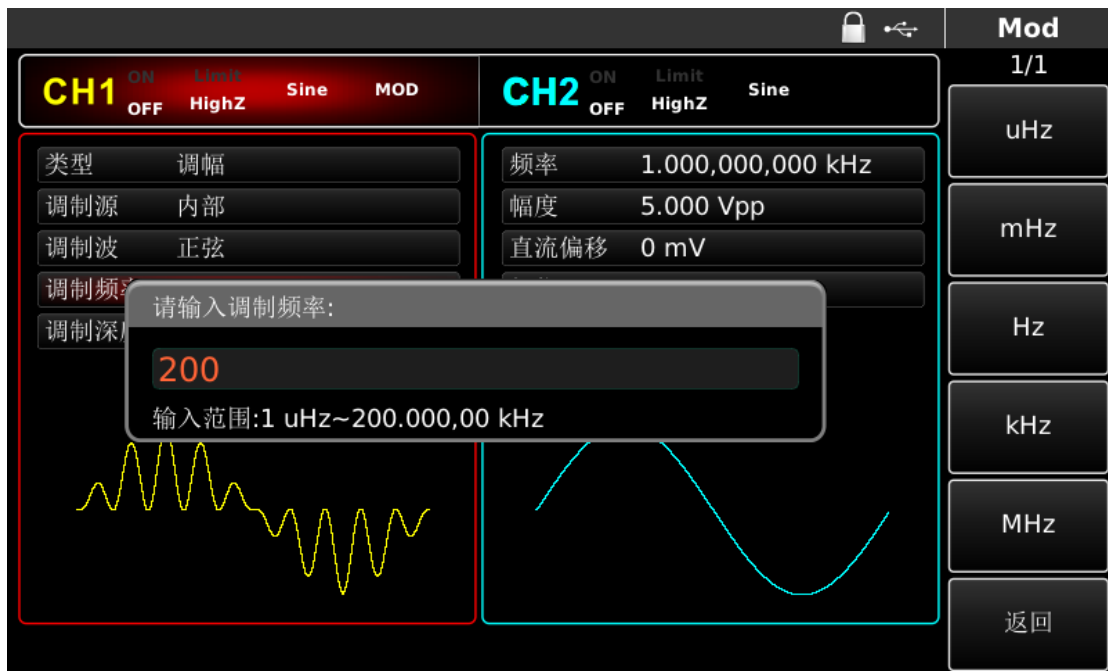 Mod
1/1
CH1 ON OFF Limit HighZ Sine MOD
CH2 ON OFF Limit HighZ Sine
类型 调幅
调制源 内部
调制波 正弦
调制频率
调制深
频率 1.000,000,000 kHz
幅度 5.000 Vpp
直流偏移 0 mV
请输入调制频率:
200
输入范围:1 uHz~200.000,00 kHz
uHz
mHz
Hz
kHz
MHz
返回